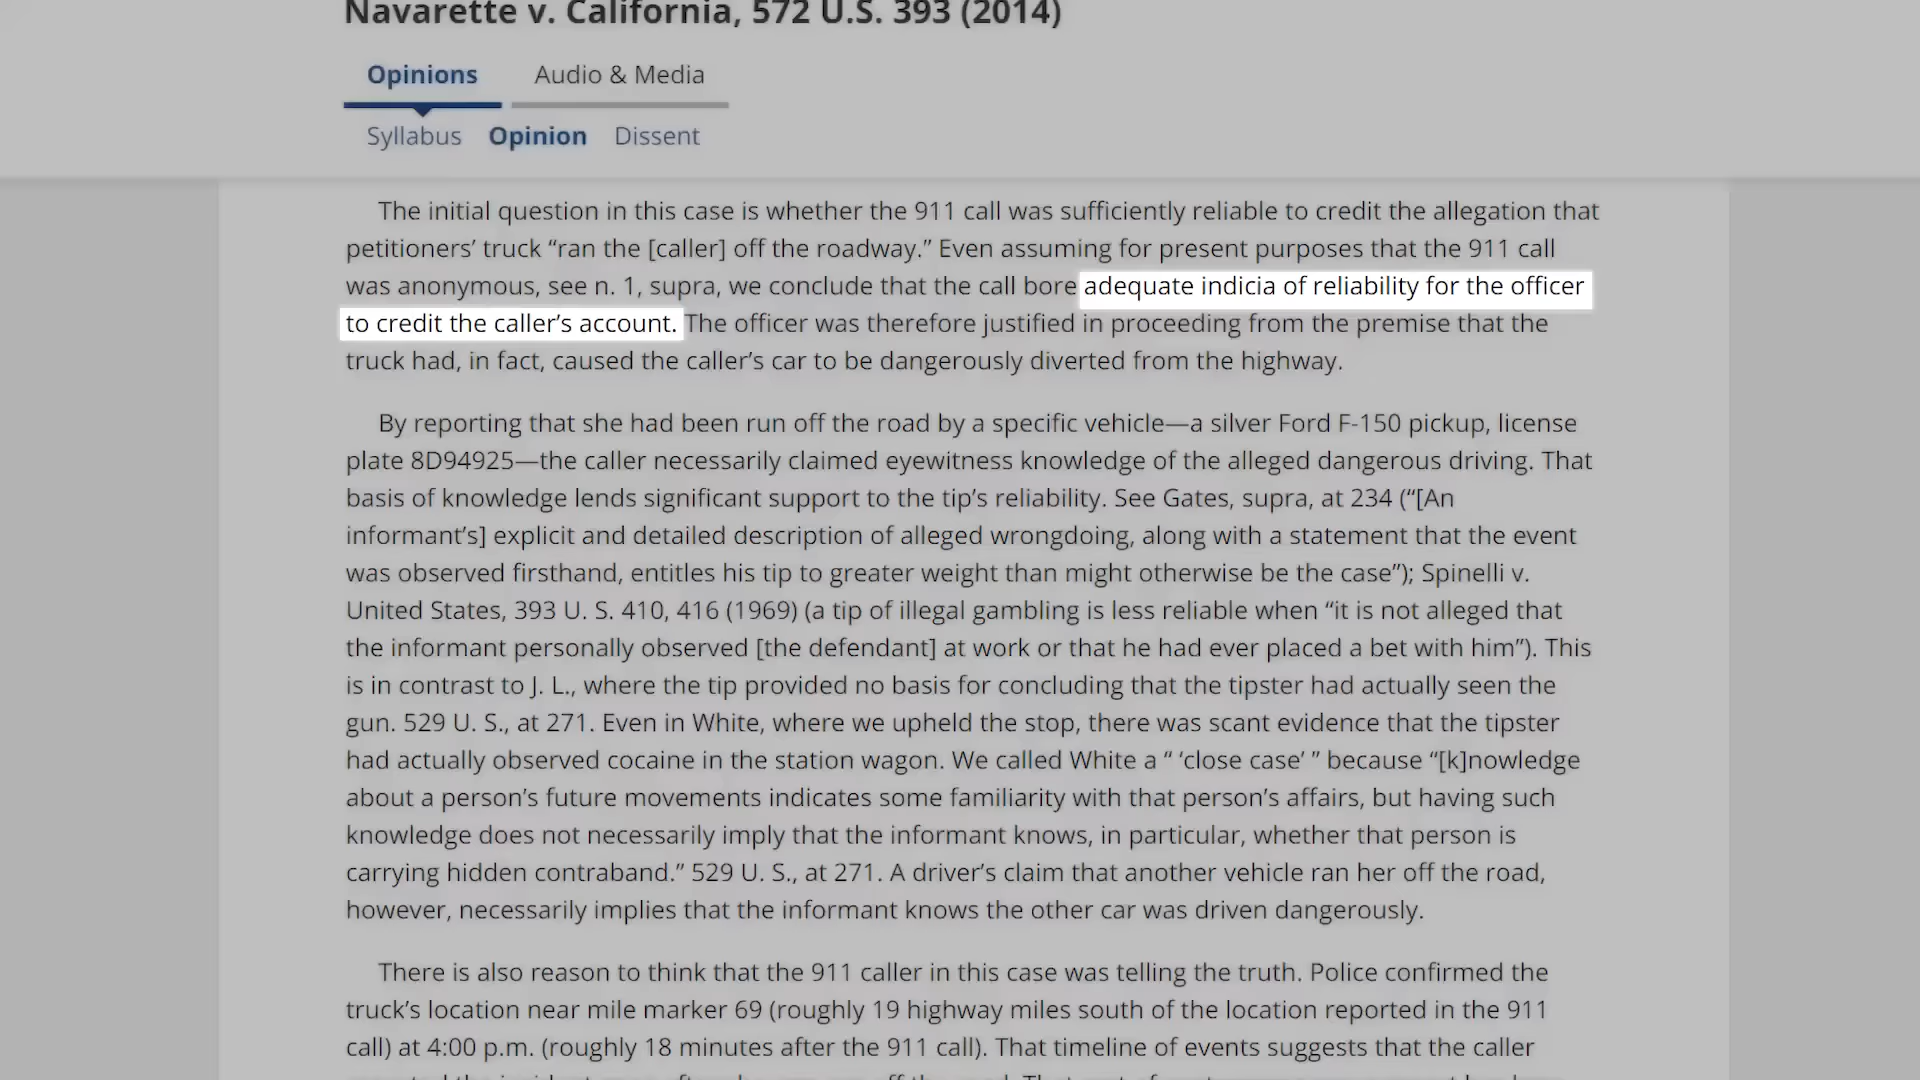 Navarette v. California, 572 U.S. 393 (2014)
Opinions Audio & Media
Syllabus Opinion Dissent
The initial question in this case is whether the 911 call was sufficiently reliable to credit the allegation that
petitioners’ truck “ran the [caller] off the roadway.” Even assuming for present purposes that the 911 call
was anonymous, see n. 1, supra, we conclude that the call bore adequate indicia of reliability for the officer
to credit the caller’s account. The officer was therefore justified in proceeding from the premise that the
truck had, in fact, caused the caller’s car to be dangerously diverted from the highway.
By reporting that she had been run off the road by a specific vehicle—a silver Ford F-150 pickup, license
plate 8D94925—the caller necessarily claimed eyewitness knowledge of the alleged dangerous driving. That
basis of knowledge lends significant support to the tip’s reliability. See Gates, supra, at 234 (“[An
informant’s] explicit and detailed description of alleged wrongdoing, along with a statement that the event
was observed firsthand, entitles his tip to greater weight than might otherwise be the case”); Spinelli v.
United States, 393 U. S. 410, 416 (1969) (a tip of illegal gambling is less reliable when “it is not alleged that
the informant personally observed [the defendant] at work or that he had ever placed a bet with him”). This
is in contrast to J. L., where the tip provided no basis for concluding that the tipster had actually seen the
gun. 529 U. S., at 271. Even in White, where we upheld the stop, there was scant evidence that the tipster
had actually observed cocaine in the station wagon. We called White a “ ‘close case’ ” because “[k]nowledge
about a person’s future movements indicates some familiarity with that person’s affairs, but having such
knowledge does not necessarily imply that the informant knows, in particular, whether that person is
carrying hidden contraband.” 529 U. S., at 271. A driver’s claim that another vehicle ran her off the road,
however, necessarily implies that the informant knows the other car was driven dangerously.
There is also reason to think that the 911 caller in this case was telling the truth. Police confirmed the
truck’s location near mile marker 69 (roughly 19 highway miles south of the location reported in the 911
call) at 4:00 p.m. (roughly 18 minutes after the 911 call). That timeline of events suggests that the caller